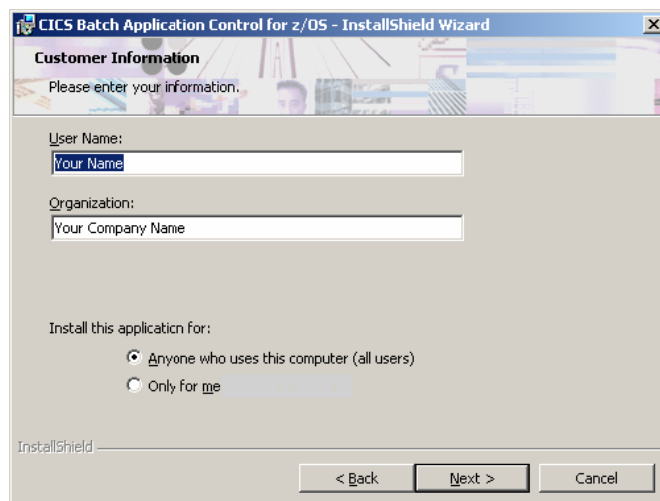 CICS Batch Application Control for z/OS - InstallShield Wizard
Customer Information
Please enter your information.
User Name:
Your Name
Organization:
Your Company Name
Install this application for:
Anyone who uses this computer (all users)
Only for me
InstallShield
< Back Next > Cancel